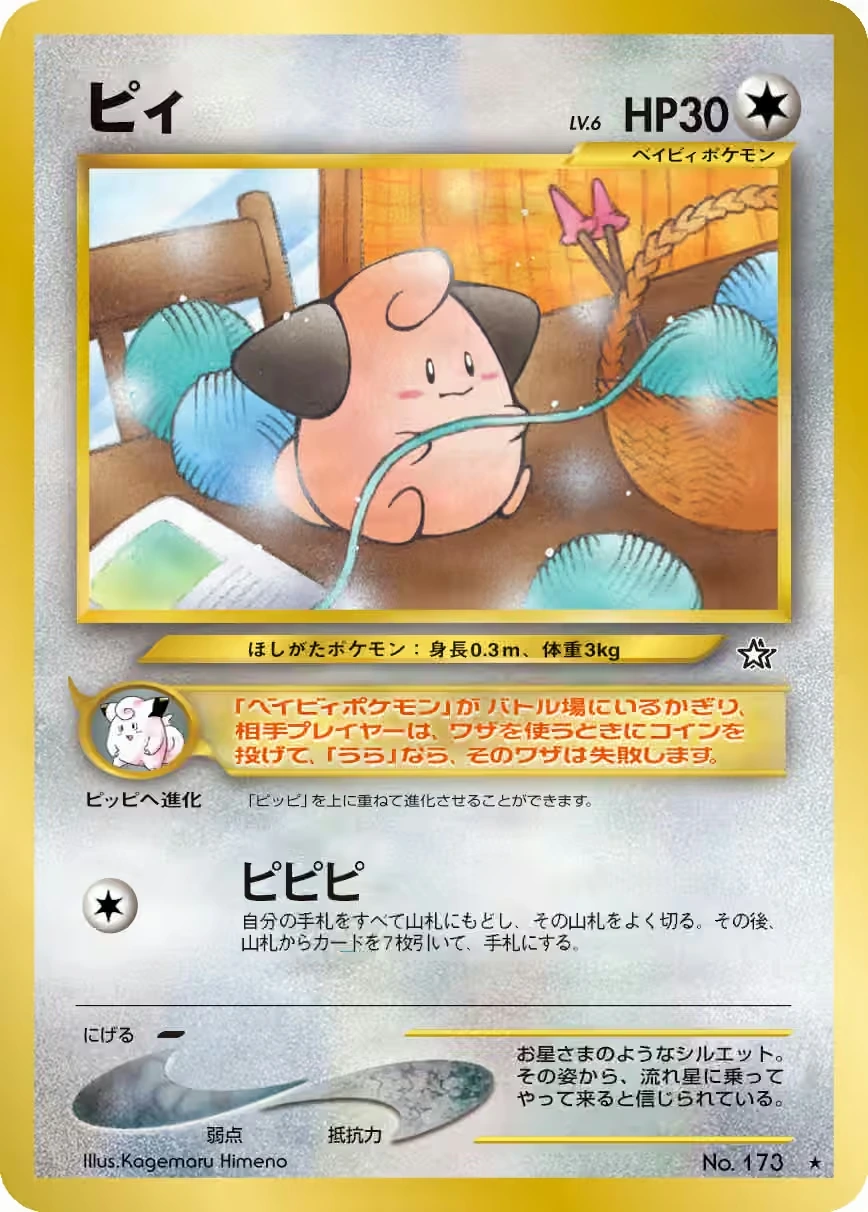 ピィ
LV.6 HP30
ベイビィポケモン
ほしがたポケモン：身長0.3m、体重3kg
「ベイビィポケモン」がバトル場にいるかぎり、
相手プレイヤーは、ワザを使うときにコインを
投げて、「うら」なら、そのワザは失敗します。
ピッピへ進化
「ピッピ」を上に重ねて進化させることができます。
ピピピ
自分の手札をすべて山札にもどし、その山札をよく切る。その後、
山札からカードを7枚引いて、手札にする。
にげる
お星さまのようなシルエット。
その姿から、流れ星に乗って
やって来ると信じられている。
弱点
抵抗力
Illus.Kagemaru Himeno
No. 173 ★